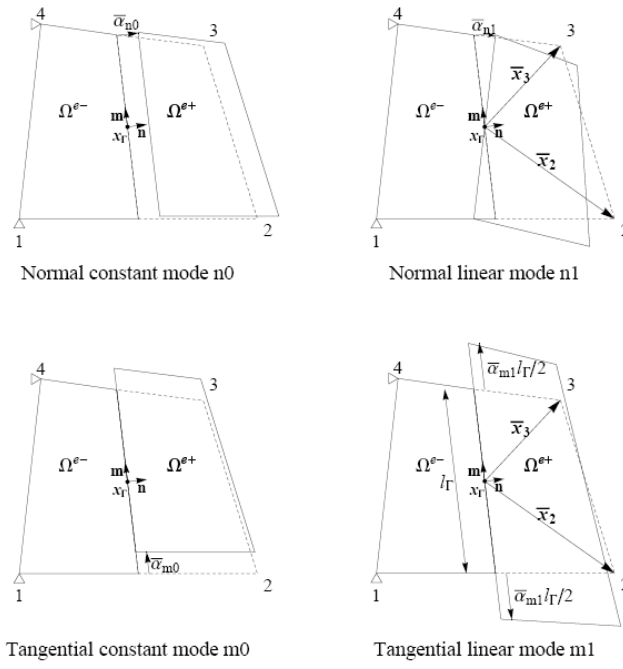 4
ᾱn0
3
Ωe−
Ωe+
m
xΓ
n
1
2
Normal constant mode n0
4
ᾱn1
3
x̄3
Ωe−
Ωe+
m
xΓ
n
x̄2
1
2
Normal linear mode n1
4
3
Ωe−
Ωe+
m
xΓ
n
ᾱm0
1
2
Tangential constant mode m0
ᾱm1lΓ/2
4
3
x̄3
Ωe−
Ωe+
m
lΓ
xΓ
n
x̄2
ᾱm1lΓ/2
1
2
Tangential linear mode m1